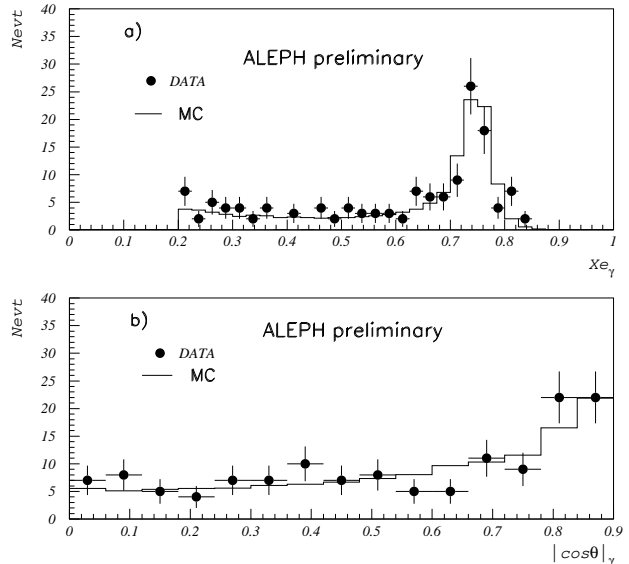 Nevt
40
35
30
25
20
15
10
5
0
a)
ALEPH preliminary
DATA
MC
0 0.1 0.2 0.3 0.4 0.5 0.6 0.7 0.8 0.9 1
Xeγ
Nevt
40
35
30
25
20
15
10
5
0
b)
ALEPH preliminary
DATA
MC
0 0.1 0.2 0.3 0.4 0.5 0.6 0.7 0.8 0.9
|cosθ|γ